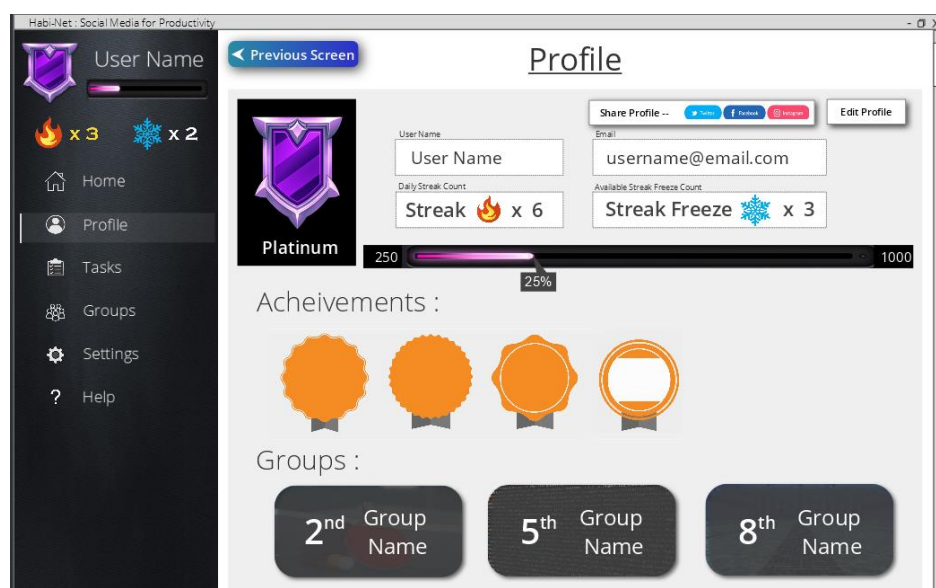 Habi-Net : Social Media for Productivity
User Name
x 3
x 2
Home
Profile
Tasks
Groups
Settings
Help
Previous Screen
Profile
Share Profile --
Twitter
Facebook
Instagram
Edit Profile
Platinum
User Name
User Name
Email
username@email.com
Daily Streak Count
Streak x 6
Available Streak Freeze Count
Streak Freeze x 3
250
1000
25%
Acheivements :
Groups :
2nd Group
Name
5th Group
Name
8th Group
Name